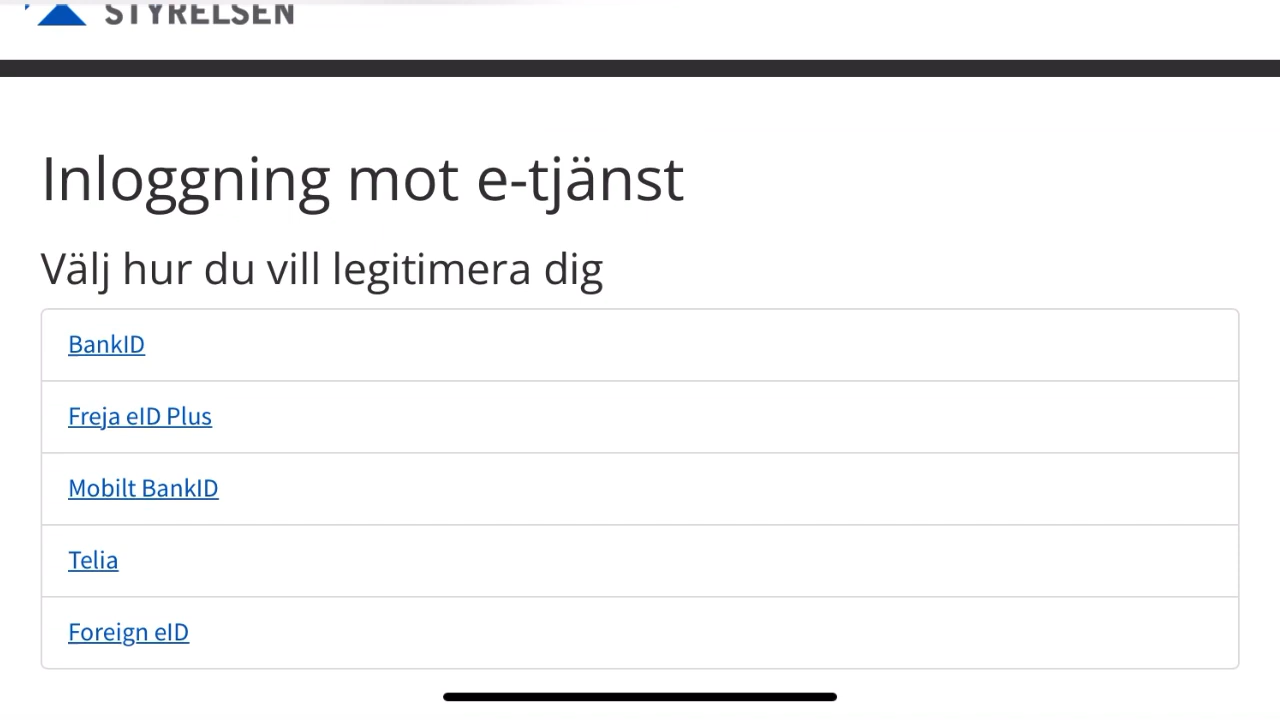 STYRELSEN
Inloggning mot e-tjänst
Välj hur du vill legitimera dig
BankID
Freja eID Plus
Mobilt BankID
Telia
Foreign eID